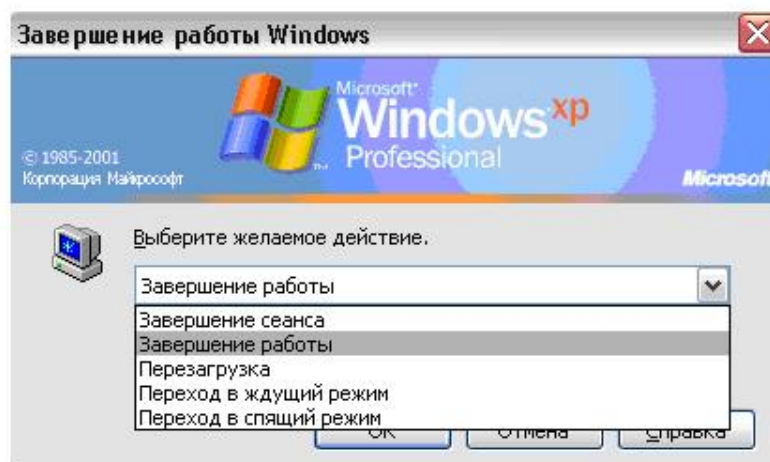 Завершение работы Windows
Microsoft
Windows xp
Professional
© 1985-2001
Корпорация Майкрософт
Microsoft
Выберите желаемое действие.
Завершение работы
Завершение сеанса
Завершение работы
Перезагрузка
Переход в ждущий режим
Переход в спящий режим
OK Отмена Справка